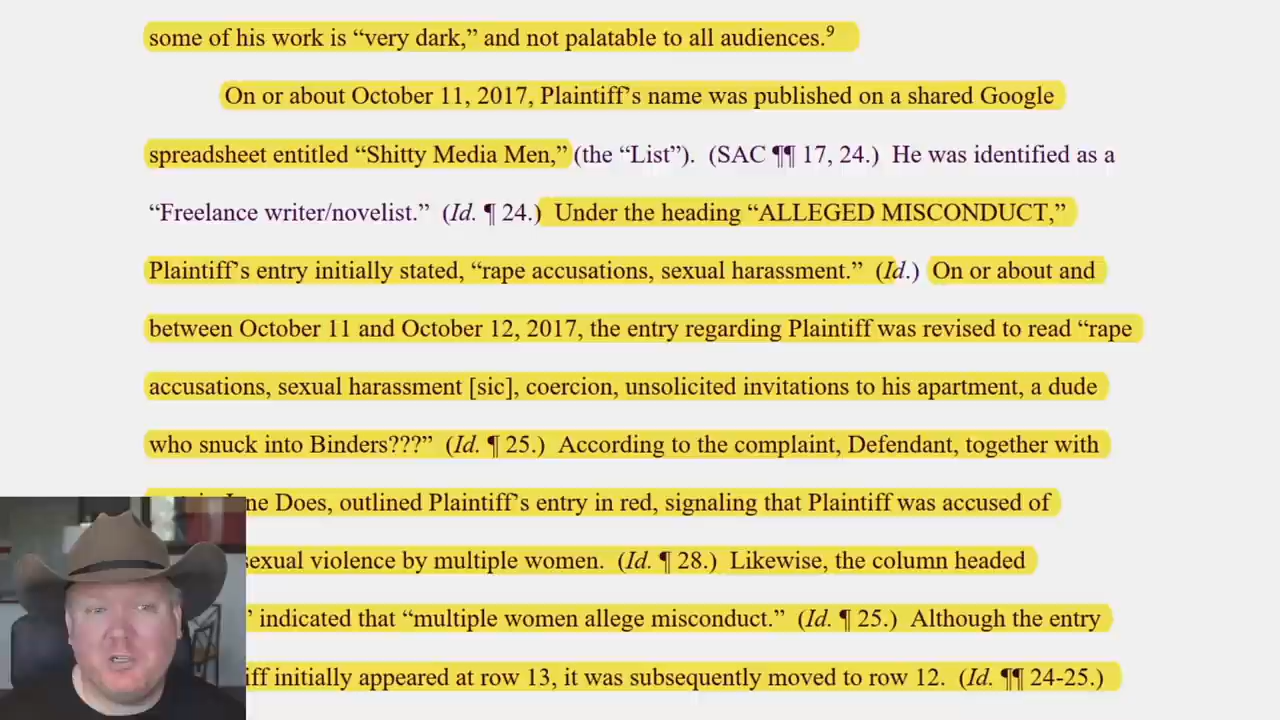 some of his work is “very dark,” and not palatable to all audiences.⁹
On or about October 11, 2017, Plaintiff’s name was published on a shared Google
spreadsheet entitled “Shitty Media Men,” (the “List”). (SAC ¶¶ 17, 24.) He was identified as a
“Freelance writer/novelist.” (Id. ¶ 24.) Under the heading “ALLEGED MISCONDUCT,”
Plaintiff’s entry initially stated, “rape accusations, sexual harassment.” (Id.) On or about and
between October 11 and October 12, 2017, the entry regarding Plaintiff was revised to read “rape
accusations, sexual harassment [sic], coercion, unsolicited invitations to his apartment, a dude
who snuck into Binders???” (Id. ¶ 25.) According to the complaint, Defendant, together with
Does, outlined Plaintiff’s entry in red, signaling that Plaintiff was accused of
sexual violence by multiple women. (Id. ¶ 28.) Likewise, the column headed
indicated that “multiple women allege misconduct.” (Id. ¶ 25.) Although the entry
initially appeared at row 13, it was subsequently moved to row 12. (Id. ¶¶ 24-25.)